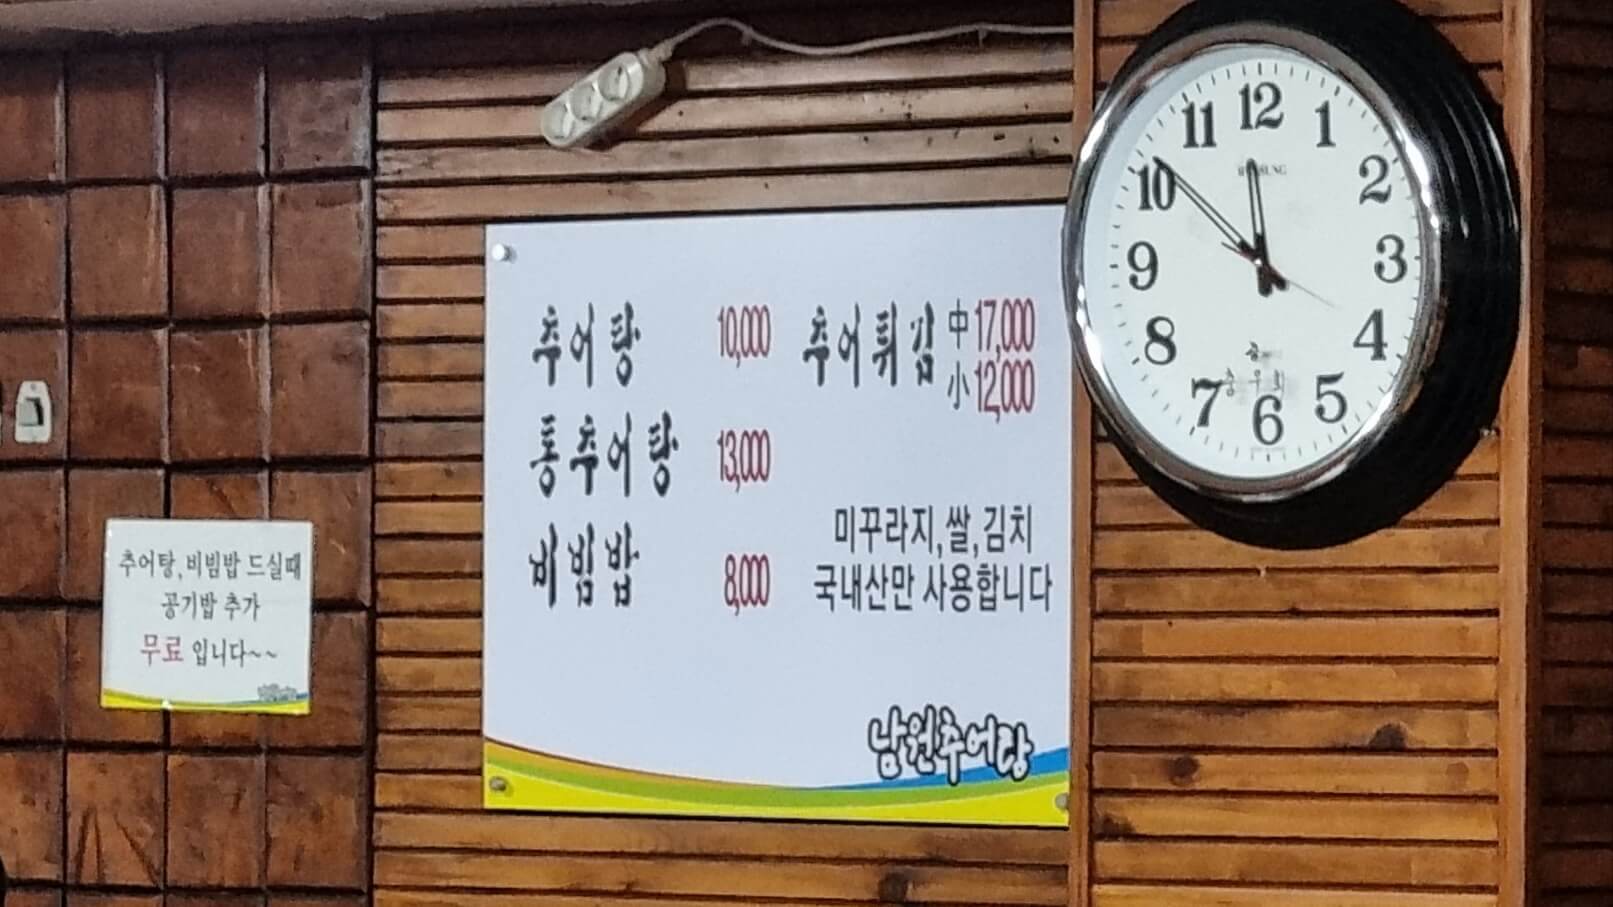 추어탕 10,000
통추어탕 13,000
비빔밥 8,000
추어튀김 中 17,000
小 12,000
미꾸라지,쌀,김치
국내산만 사용합니다
남원추어탕
추어탕,비빔밥 드실때
공기밥 추가
무료 입니다~~
12
1
2
3
4
5
6
7
8
9
10
11